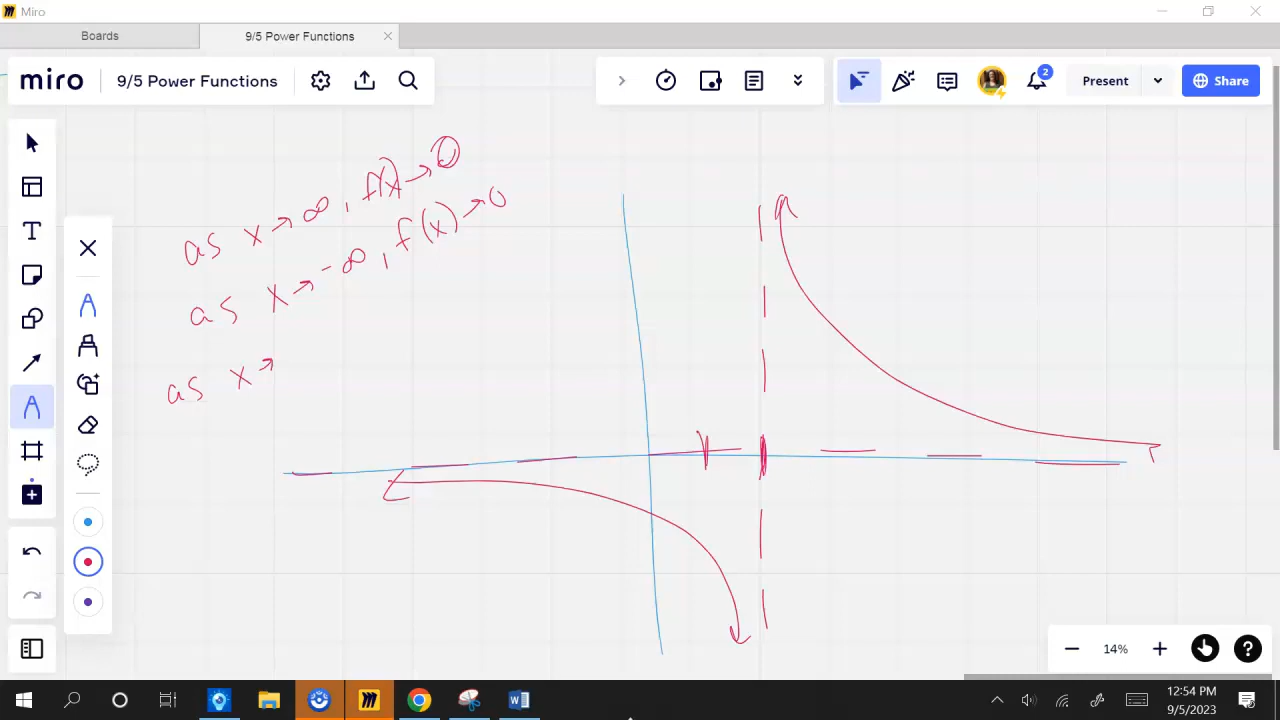 Miro
Boards
9/5 Power Functions
miro
9/5 Power Functions
2
Present
Share
as x → ∞, f(x) → 0
as x → -∞, f(x) → 0
as x →
14%
12:54 PM
9/5/2023